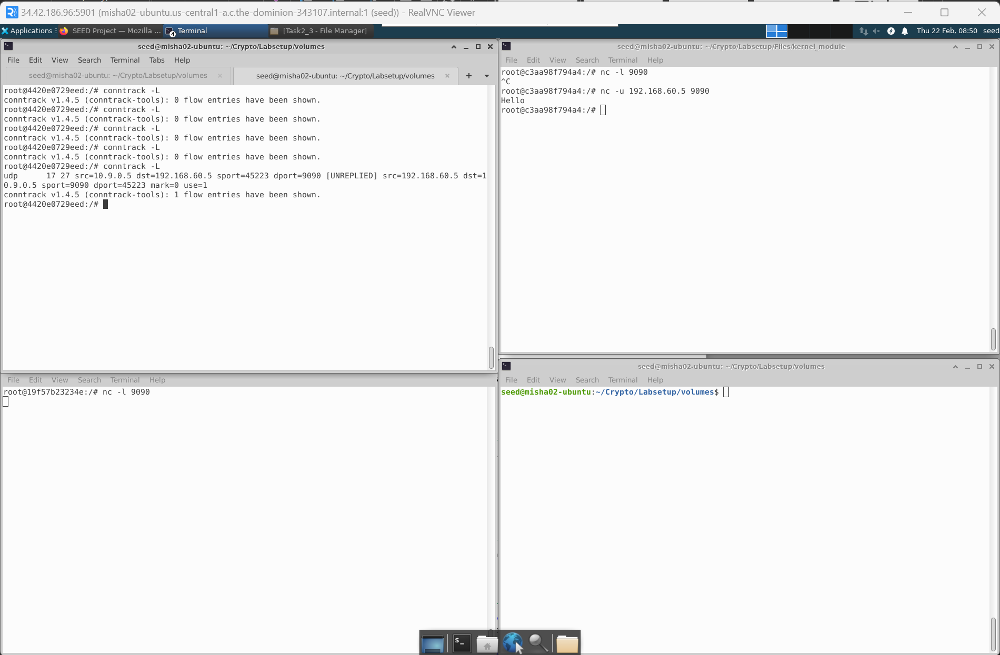 34.42.186.96:5901 (misha02-ubuntu.us-central1-a.c.the-dominion-343107.internal:1 (seed)) - RealVNC Viewer
Applications
SEED Project — Mozilla ...
4
Terminal
[Task2_3 - File Manager]
Thu 22 Feb, 08:50
seed
seed@misha02-ubuntu: ~/Crypto/Labsetup/volumes
File Edit View Search Terminal Tabs Help
seed@misha02-ubuntu: ~/Crypto/Labsetup/volumes
seed@misha02-ubuntu: ~/Crypto/Labsetup/volumes
root@4420e0729eed:/# conntrack -L
conntrack v1.4.5 (conntrack-tools): 0 flow entries have been shown.
root@4420e0729eed:/# conntrack -L
conntrack v1.4.5 (conntrack-tools): 0 flow entries have been shown.
root@4420e0729eed:/# conntrack -L
conntrack v1.4.5 (conntrack-tools): 0 flow entries have been shown.
root@4420e0729eed:/# conntrack -L
conntrack v1.4.5 (conntrack-tools): 0 flow entries have been shown.
root@4420e0729eed:/# conntrack -L
udp      17 27 src=10.9.0.5 dst=192.168.60.5 sport=45223 dport=9090 [UNREPLIED] src=192.168.60.5 dst=1
0.9.0.5 sport=9090 dport=45223 mark=0 use=1
conntrack v1.4.5 (conntrack-tools): 1 flow entries have been shown.
root@4420e0729eed:/#
seed@misha02-ubuntu: ~/Crypto/Labsetup/Files/kernel_module
File Edit View Search Terminal Help
root@c3aa98f794a4:/# nc -l 9090
^C
root@c3aa98f794a4:/# nc -u 192.168.60.5 9090
Hello
root@c3aa98f794a4:/#
File Edit View Search Terminal Help
root@19f57b23234e:/# nc -l 9090
seed@misha02-ubuntu: ~/Crypto/Labsetup/volumes
File Edit View Search Terminal Help
seed@misha02-ubuntu:~/Crypto/Labsetup/volumes$
$_